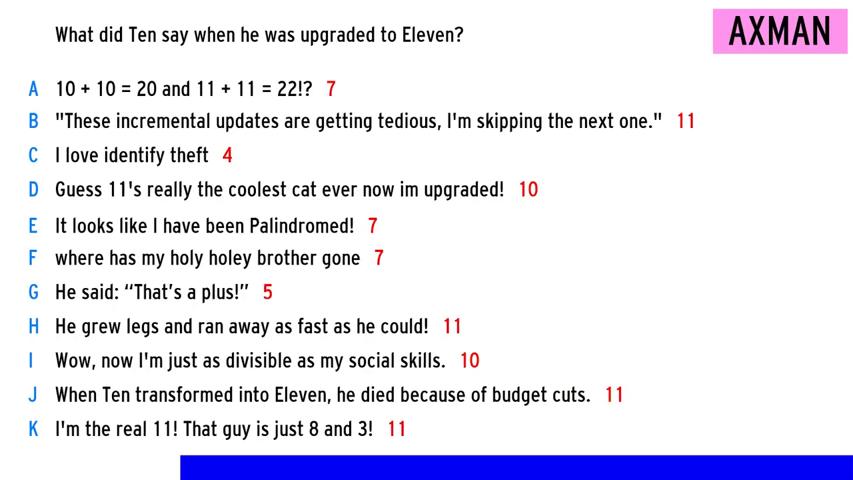 What did Ten say when he was upgraded to Eleven?
AXMAN
A 10 + 10 = 20 and 11 + 11 = 22!? 7
B "These incremental updates are getting tedious, I'm skipping the next one." 11
C I love identify theft 4
D Guess 11's really the coolest cat ever now im upgraded! 10
E It looks like I have been Palindromed! 7
F where has my holy holey brother gone 7
G He said: “That’s a plus!” 5
H He grew legs and ran away as fast as he could! 11
I Wow, now I'm just as divisible as my social skills. 10
J When Ten transformed into Eleven, he died because of budget cuts. 11
K I'm the real 11! That guy is just 8 and 3! 11